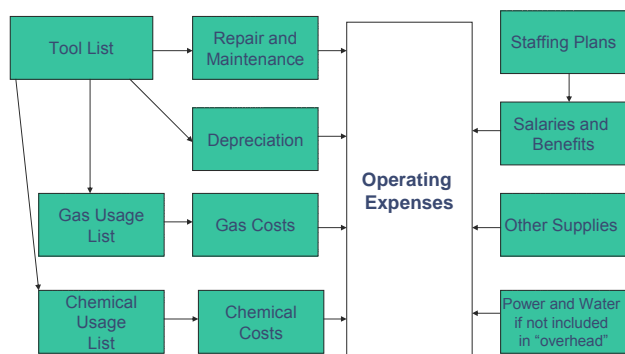 Tool List
Repair and
Maintenance
Staffing Plans
Depreciation
Salaries and
Benefits
Operating
Expenses
Gas Usage
List
Gas Costs
Other Supplies
Chemical
Usage
List
Chemical
Costs
Power and Water
if not included
in “overhead”